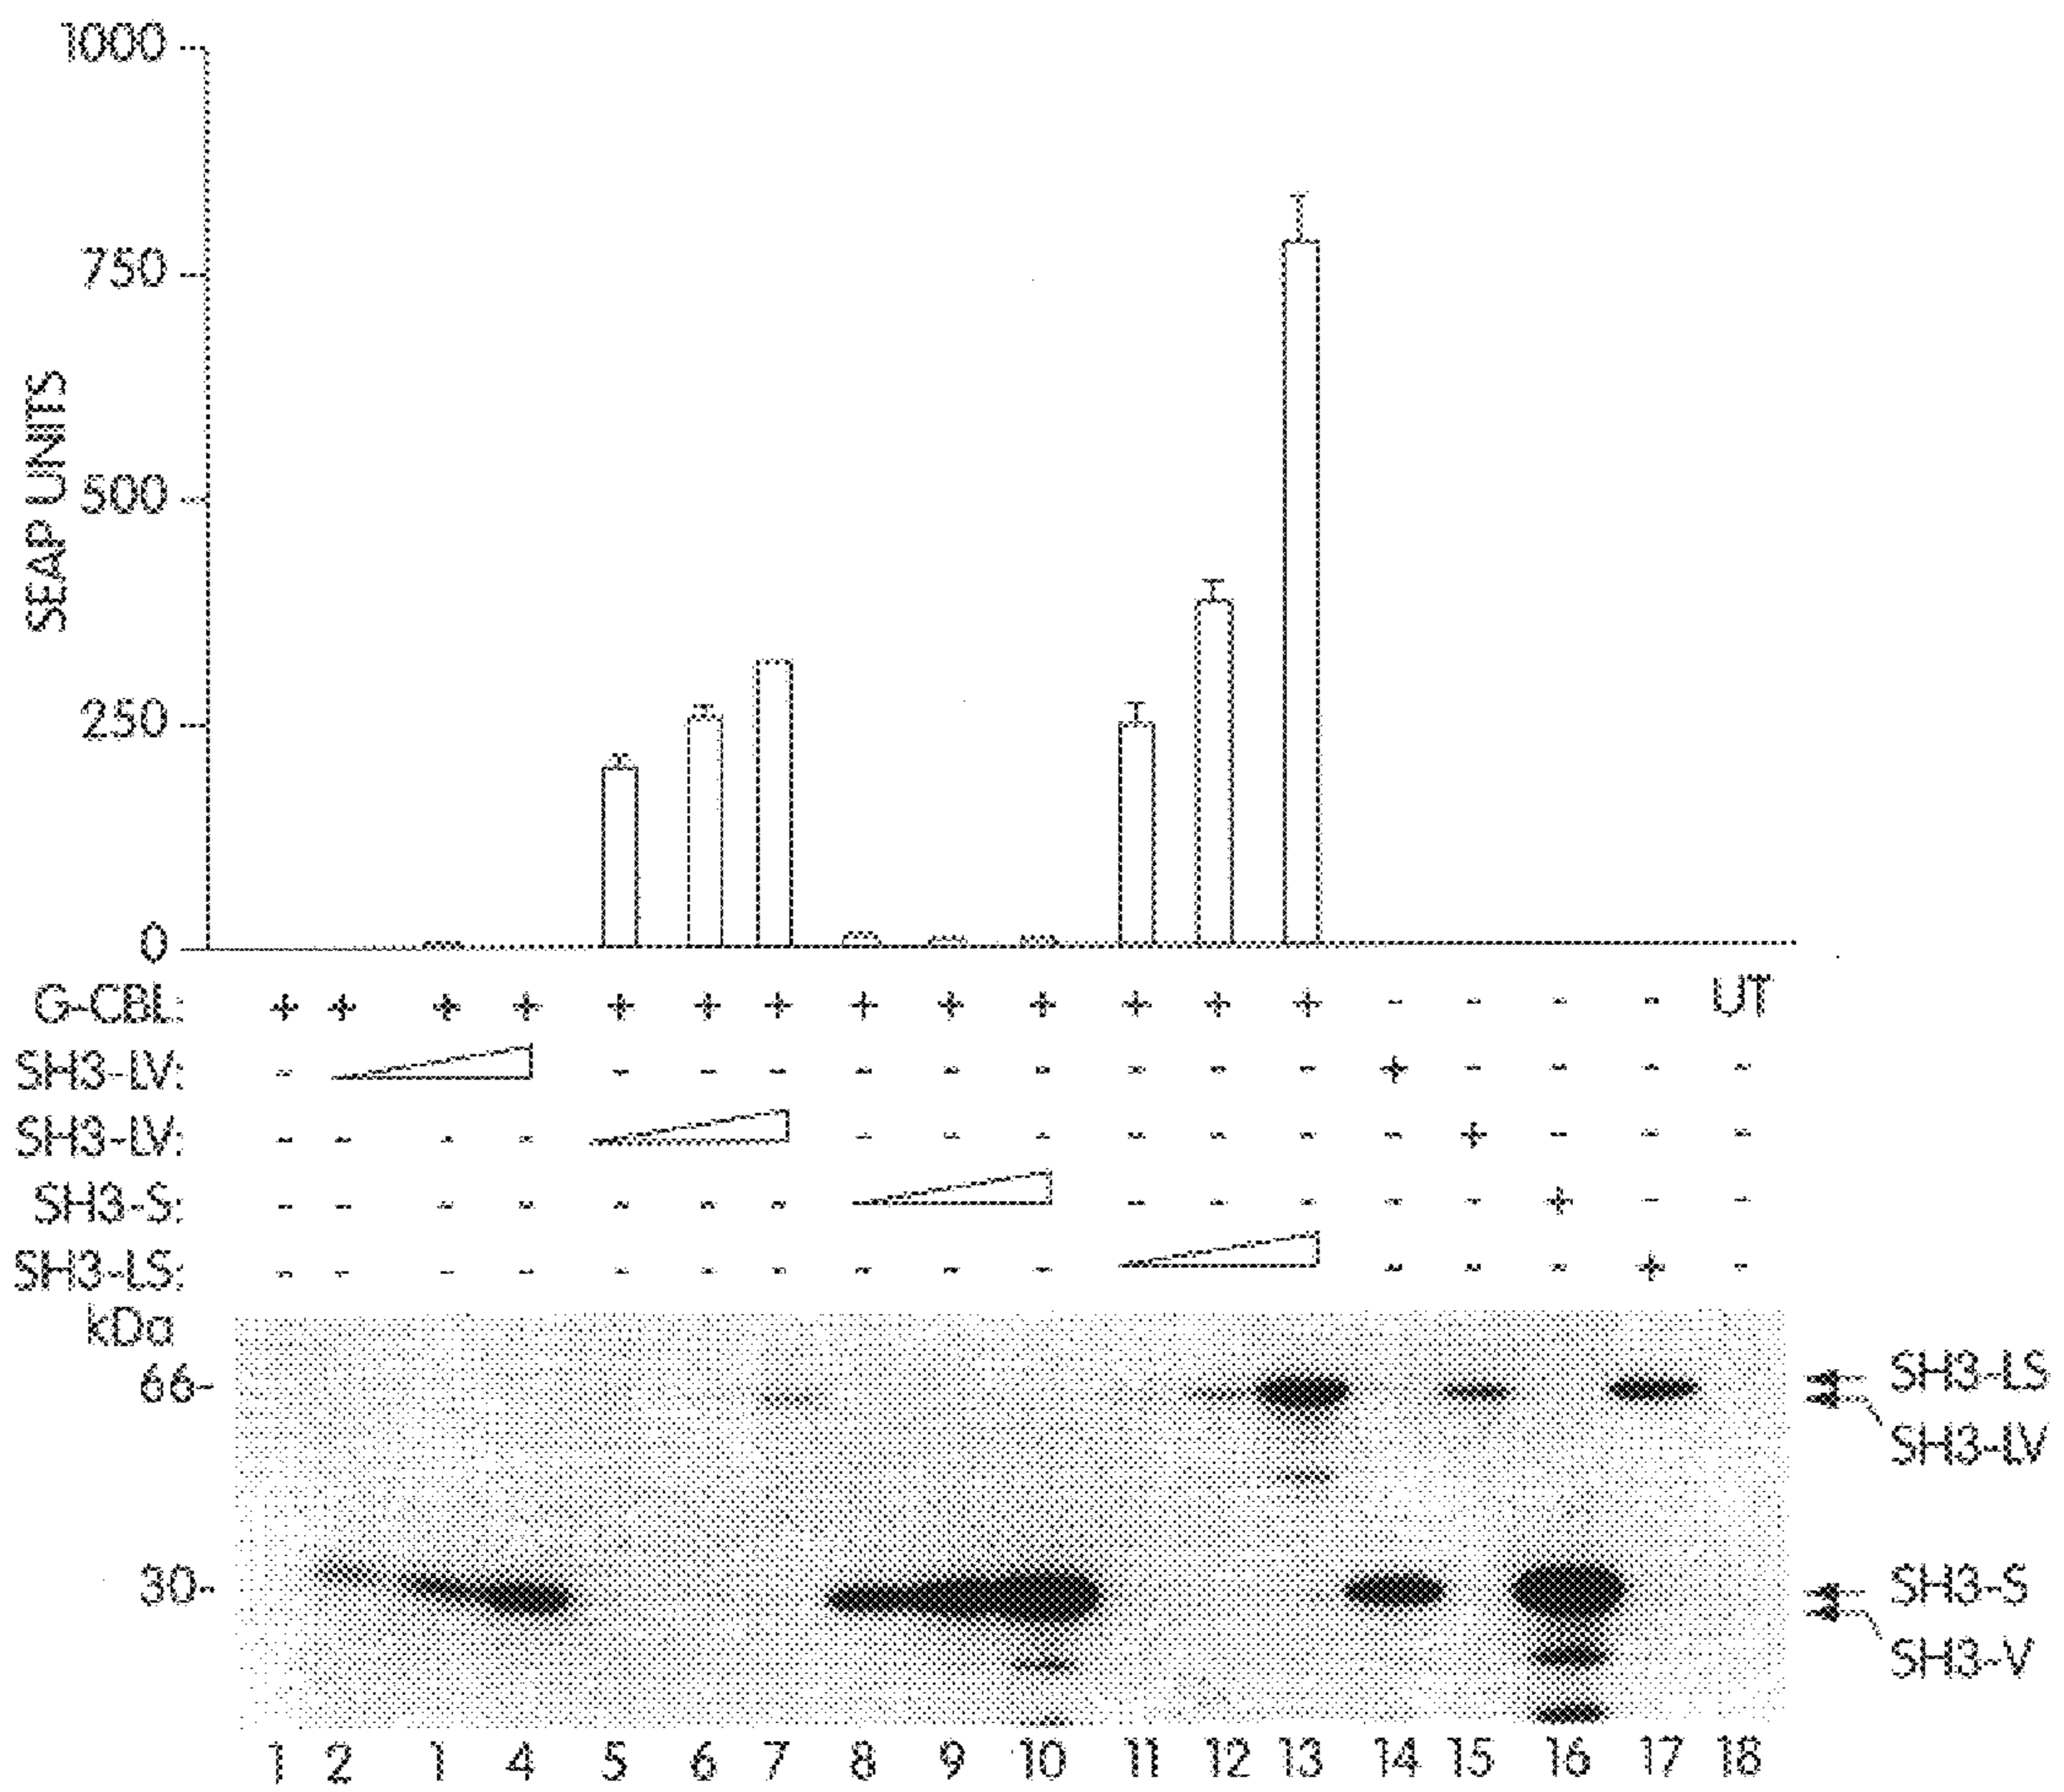 1000
750
500
250
0
SEAP UNITS
G-CBL: + + + + + + + + + + + + + - - - - UT
SH3-LV: - - - - - - - - - - + - - - -
SH3-LV: - - - - - - - - - - - + - - -
SH3-S: - - - - - - - - - - - - + - -
SH3-LS: - - - - - - - - - - - - - + -
kDa
66-
30-
SH3-LS
SH3-LV
SH3-S
SH3-V
1 2 1 4 5 6 7 8 9 10 11 12 13 14 15 16 17 18